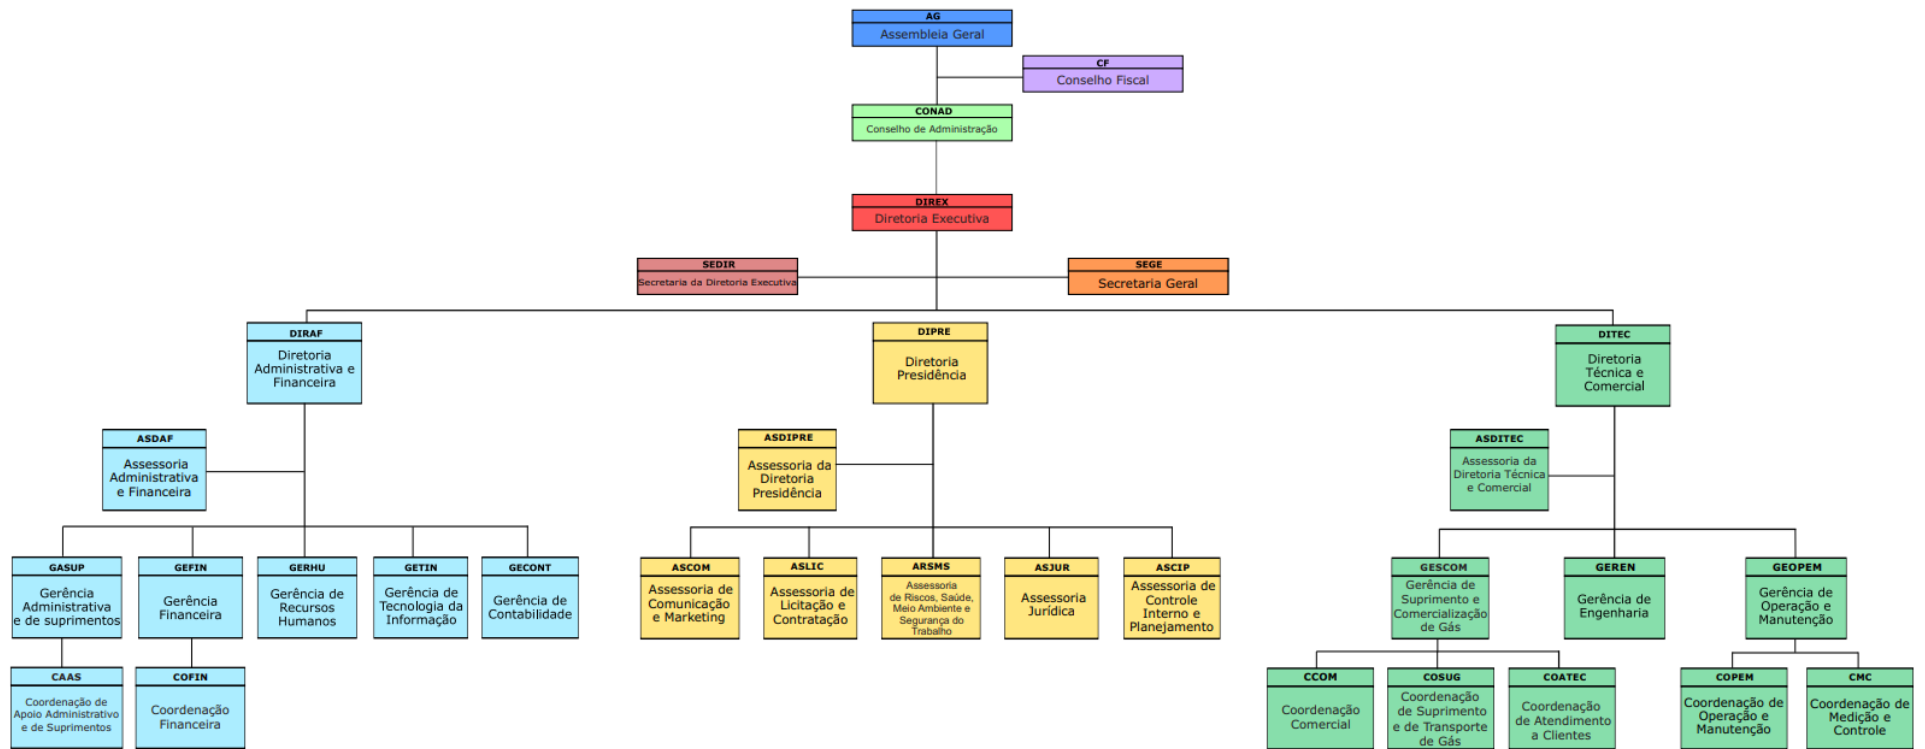 AG
Assembleia Geral
CF
Conselho Fiscal
CONAD
Conselho de Administração
DIREX
Diretoria Executiva
SEDIR
Secretaria da Diretoria Executiva
SEGE
Secretaria Geral
DIRAF
Diretoria
Administrativa e
Financeira
DIPRE
Diretoria
Presidência
DITEC
Diretoria
Técnica e
Comercial
ASDAF
Assessoria
Administrativa
e Financeira
ASDIPRE
Assessoria da
Diretoria
Presidência
ASDITEC
Assessoria da
Diretoria Técnica
e Comercial
GASUP
Gerência
Administrativa
e de suprimentos
GEFIN
Gerência
Financeira
GERHU
Gerência de
Recursos
Humanos
GETIN
Gerência de
Tecnologia da
Informação
GECONT
Gerência de
Contabilidade
ASCOM
Assessoria de
Comunicação
e Marketing
ASLIC
Assessoria de
Licitação e
Contratação
ARSMS
Assessoria
de Riscos, Saúde,
Meio Ambiente e
Segurança do
Trabalho
ASJUR
Assessoria
Jurídica
ASCIP
Assessoria de
Controle
Interno e
Planejamento
GESCOM
Gerência de
Suprimento e
Comercialização
de Gás
GEREN
Gerência de
Engenharia
GEOPEM
Gerência de
Operação e
Manutenção
CAAS
Coordenação de
Apoio Administrativo
e de Suprimentos
COFIN
Coordenação
Financeira
CCOM
Coordenação
Comercial
COSUG
Coordenação
de Suprimento
e de Transporte
de Gás
COATEC
Coordenação
de Atendimento
a Clientes
COPEM
Coordenação de
Operação e
Manutenção
CMC
Coordenação de
Medição e
Controle